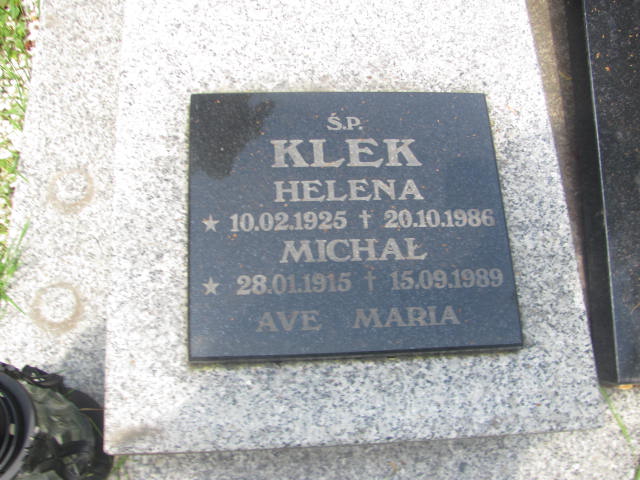 Ś.P.
KLEK
HELENA
★ 10.02.1925 † 20.10.1986
MICHAŁ
★ 28.01.1915 † 15.09.1989
AVE MARIA